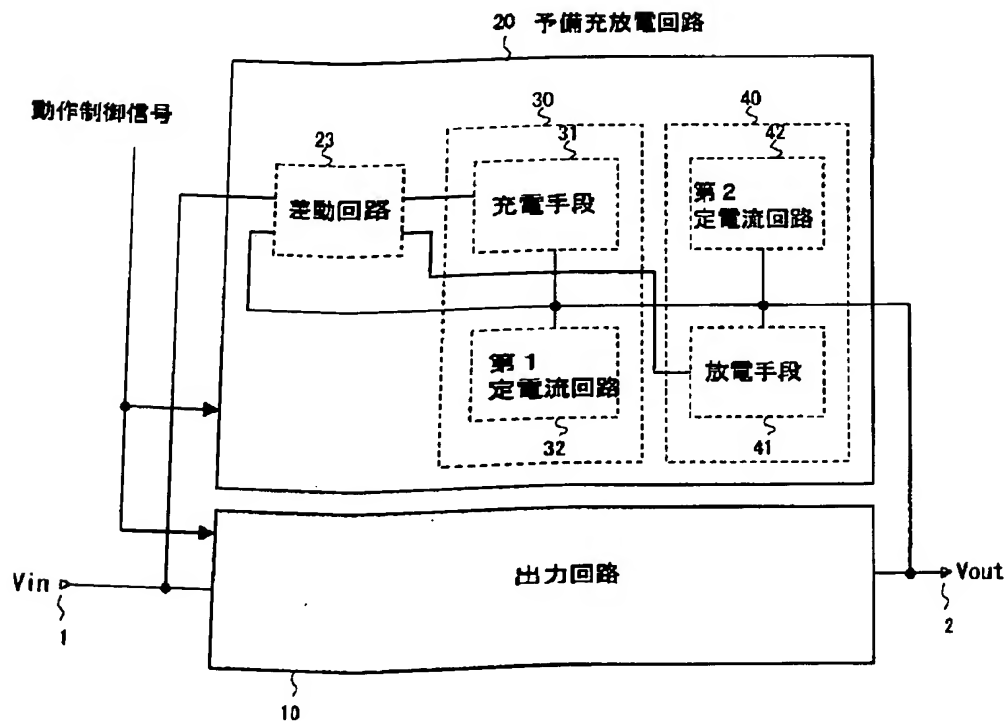 20 予備充放電回路
動作制御信号
30
40
23
31
42
差動回路
充電手段
第2
定電流回路
第1
定電流回路
放電手段
32
41
Vin
出力回路
Vout
1
2
10